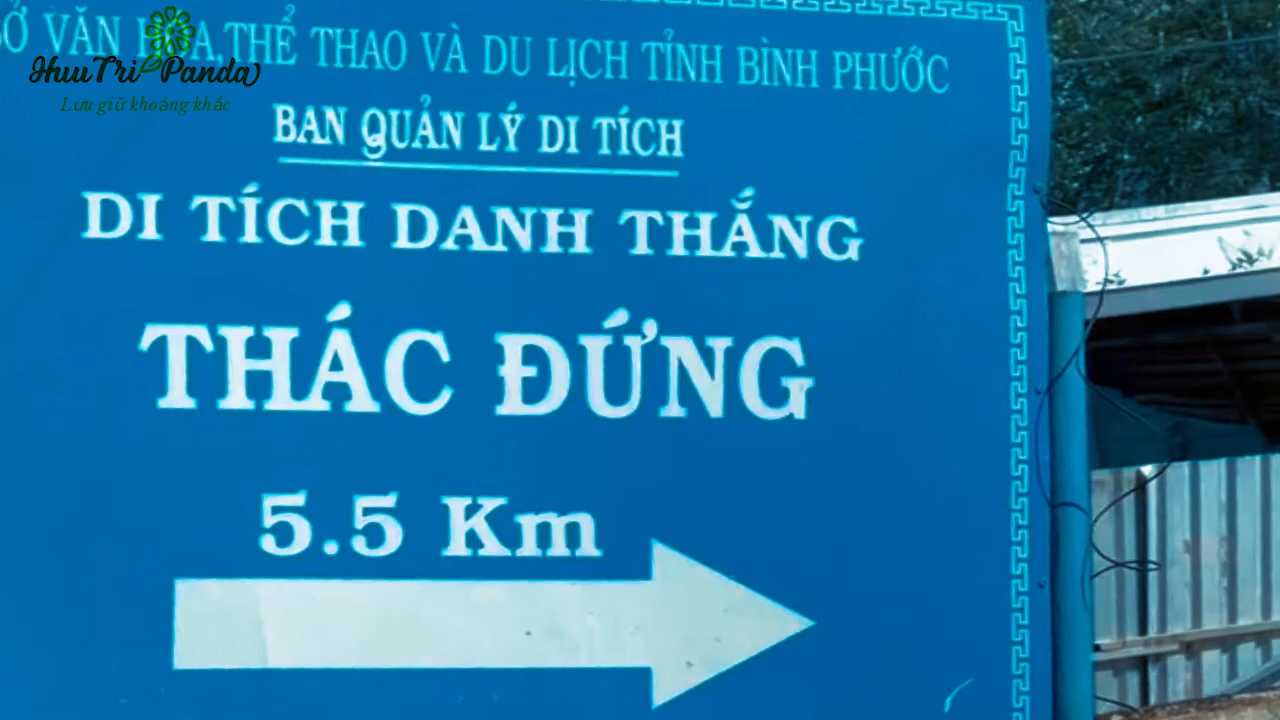 SỞ VĂN HÓA,THỂ THAO VÀ DU LỊCH TỈNH BÌNH PHƯỚC
HuuTri Panda
Lưu giữ khoảng khắc
BAN QUẢN LÝ DI TÍCH
DI TÍCH DANH THẮNG
THÁC ĐỨNG
5.5 Km